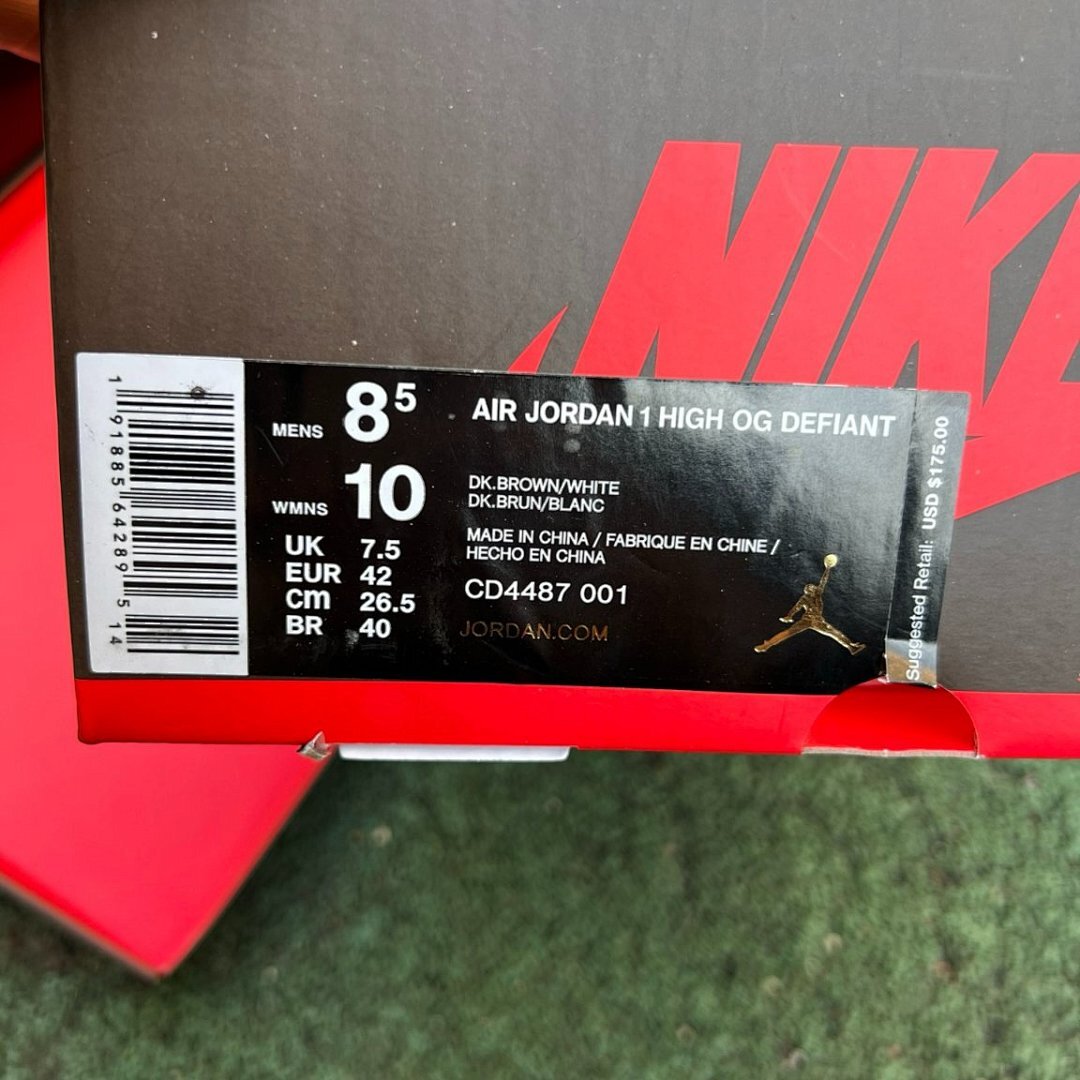 NIKE
1 91885 64289 5 14
MENS 8⁵
WMNS 10
UK 7.5
EUR 42
cm 26.5
BR 40
AIR JORDAN 1 HIGH OG DEFIANT
DK.BROWN/WHITE
DK.BRUN/BLANC
MADE IN CHINA / FABRIQUE EN CHINE /
HECHO EN CHINA
CD4487 001
JORDAN.COM
Suggested Retail: USD $175.00